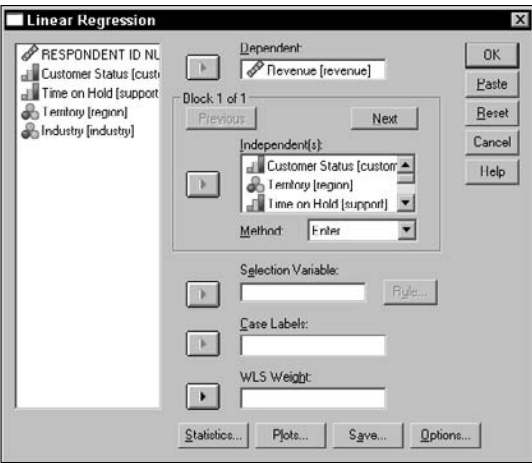 Linear Regression
RESPONDENT ID NU
Customer Status [custo
Time on Hold [support
Territory [region]
Industry [industry]
Dependent:
Revenue [revenue]
Block 1 of 1
Previous
Next
Independent(s):
Customer Status [custom
Territory [region]
Time on Hold [support]
Method:
Enter
Selection Variable:
Rule...
Case Labels:
WLS Weight:
Statistics...
Plots...
Save...
Options...
OK
Paste
Reset
Cancel
Help